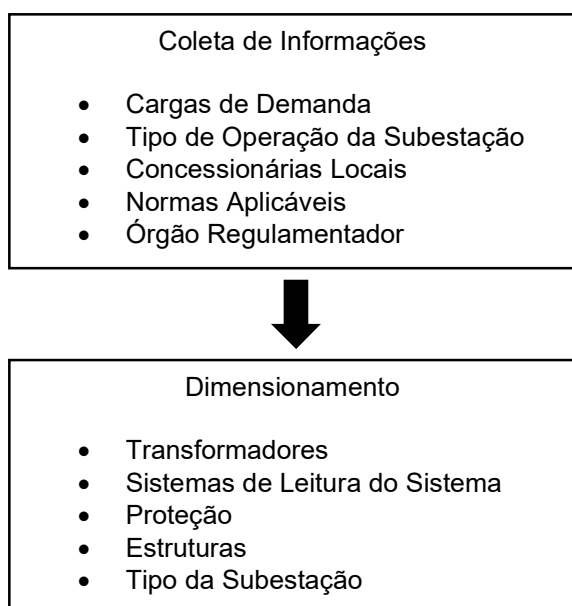 Coleta de Informações
• Cargas de Demanda
• Tipo de Operação da Subestação
• Concessionárias Locais
• Normas Aplicáveis
• Órgão Regulamentador
Dimensionamento
• Transformadores
• Sistemas de Leitura do Sistema
• Proteção
• Estruturas
• Tipo da Subestação